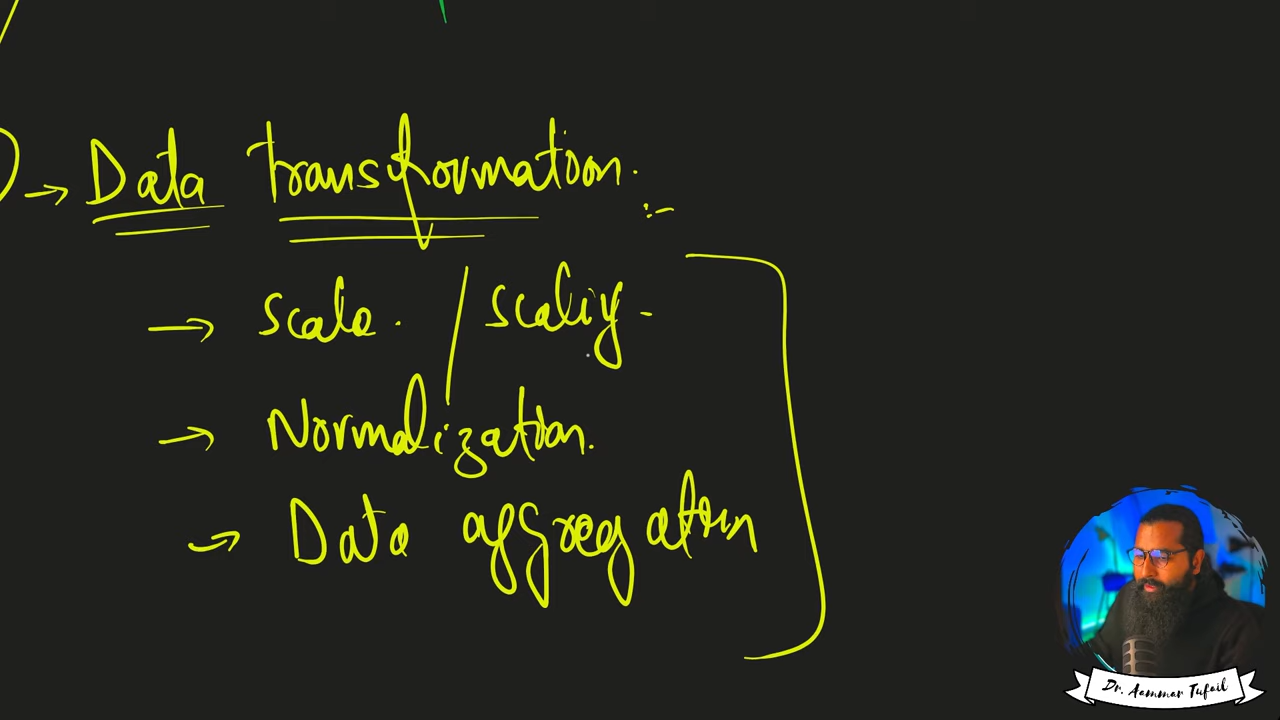 → Data transformation. :-
→ Scale. / Scaling -
→ Normalization.
→ Data aggregation
Dr. Aammar Tufail